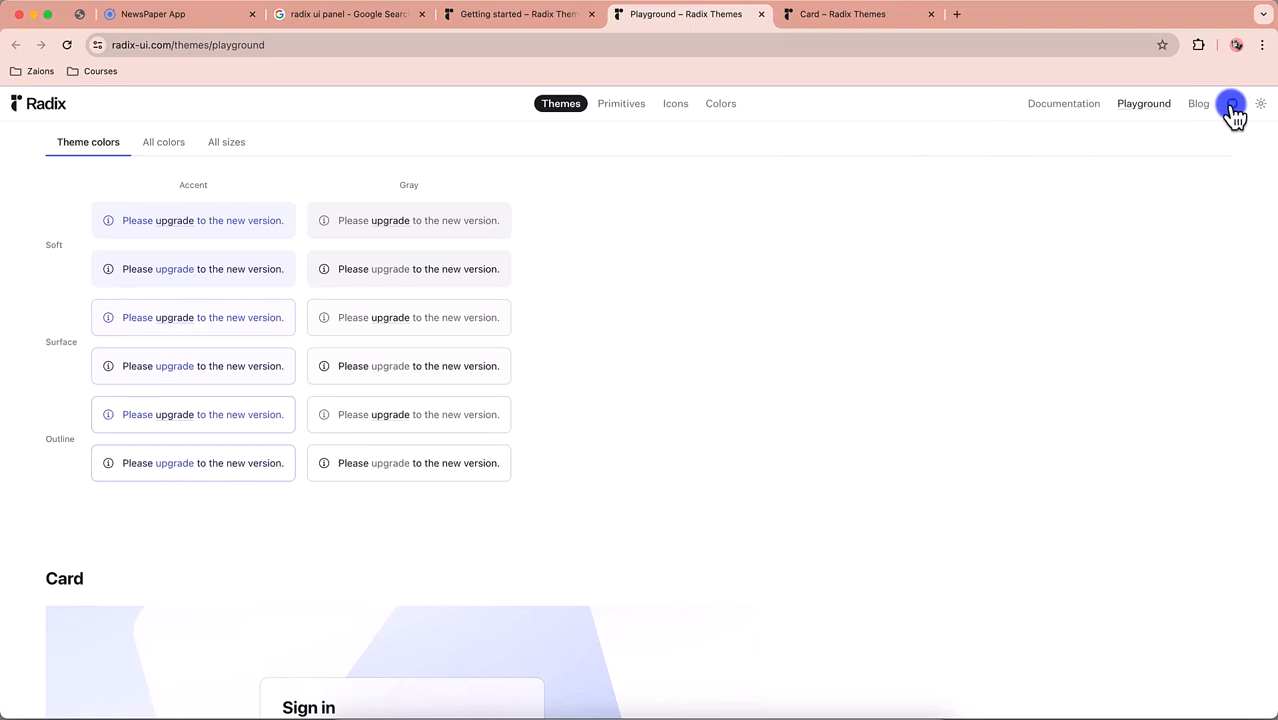 NewsPaper App
radix ui panel - Google Searc
Getting started – Radix Them
Playground – Radix Themes
Card – Radix Themes
radix-ui.com/themes/playground
Zaions
Courses
Radix
Themes
Primitives
Icons
Colors
Documentation
Playground
Blog
Theme colors
All colors
All sizes
Accent
Gray
Soft
Please upgrade to the new version.
Please upgrade to the new version.
Please upgrade to the new version.
Please upgrade to the new version.
Surface
Please upgrade to the new version.
Please upgrade to the new version.
Please upgrade to the new version.
Please upgrade to the new version.
Outline
Please upgrade to the new version.
Please upgrade to the new version.
Please upgrade to the new version.
Please upgrade to the new version.
Card
Sign in